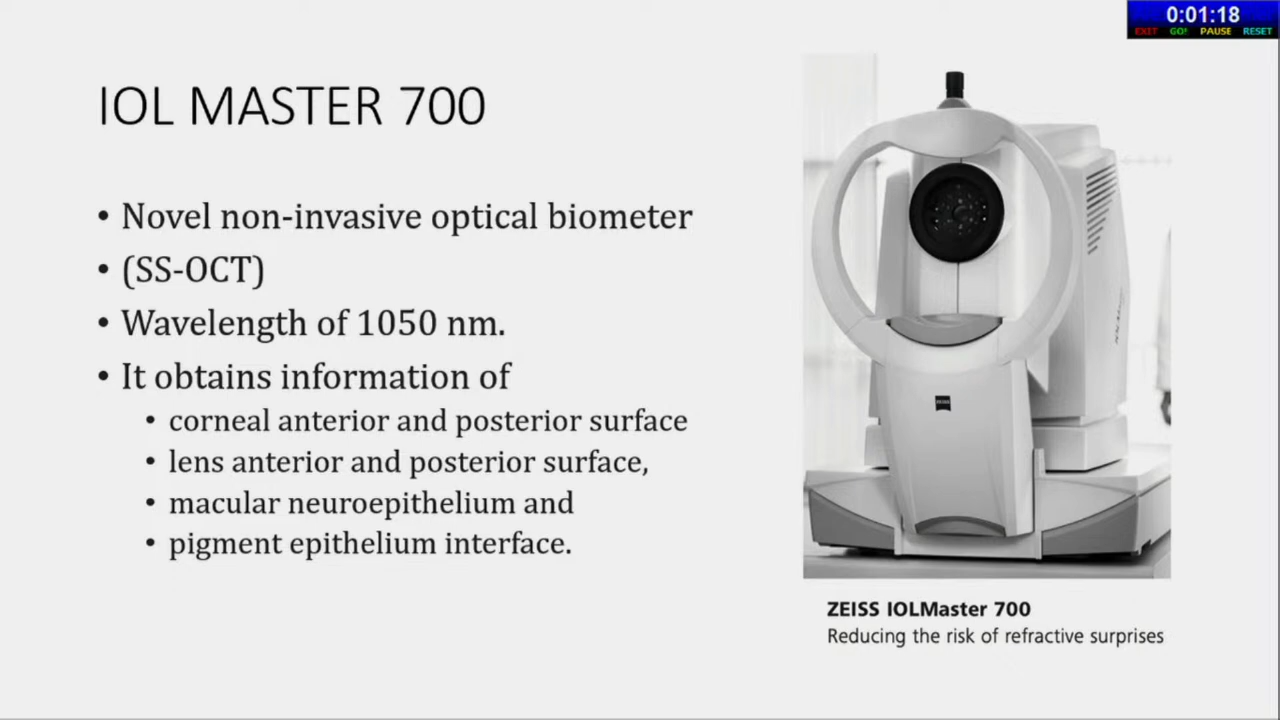 0:01:18
EXIT GO! PAUSE RESET
IOL MASTER 700
• Novel non-invasive optical biometer
• (SS-OCT)
• Wavelength of 1050 nm.
• It obtains information of
• corneal anterior and posterior surface
• lens anterior and posterior surface,
• macular neuroepithelium and
• pigment epithelium interface.
ZEISS
ZEISS IOLMaster 700
Reducing the risk of refractive surprises